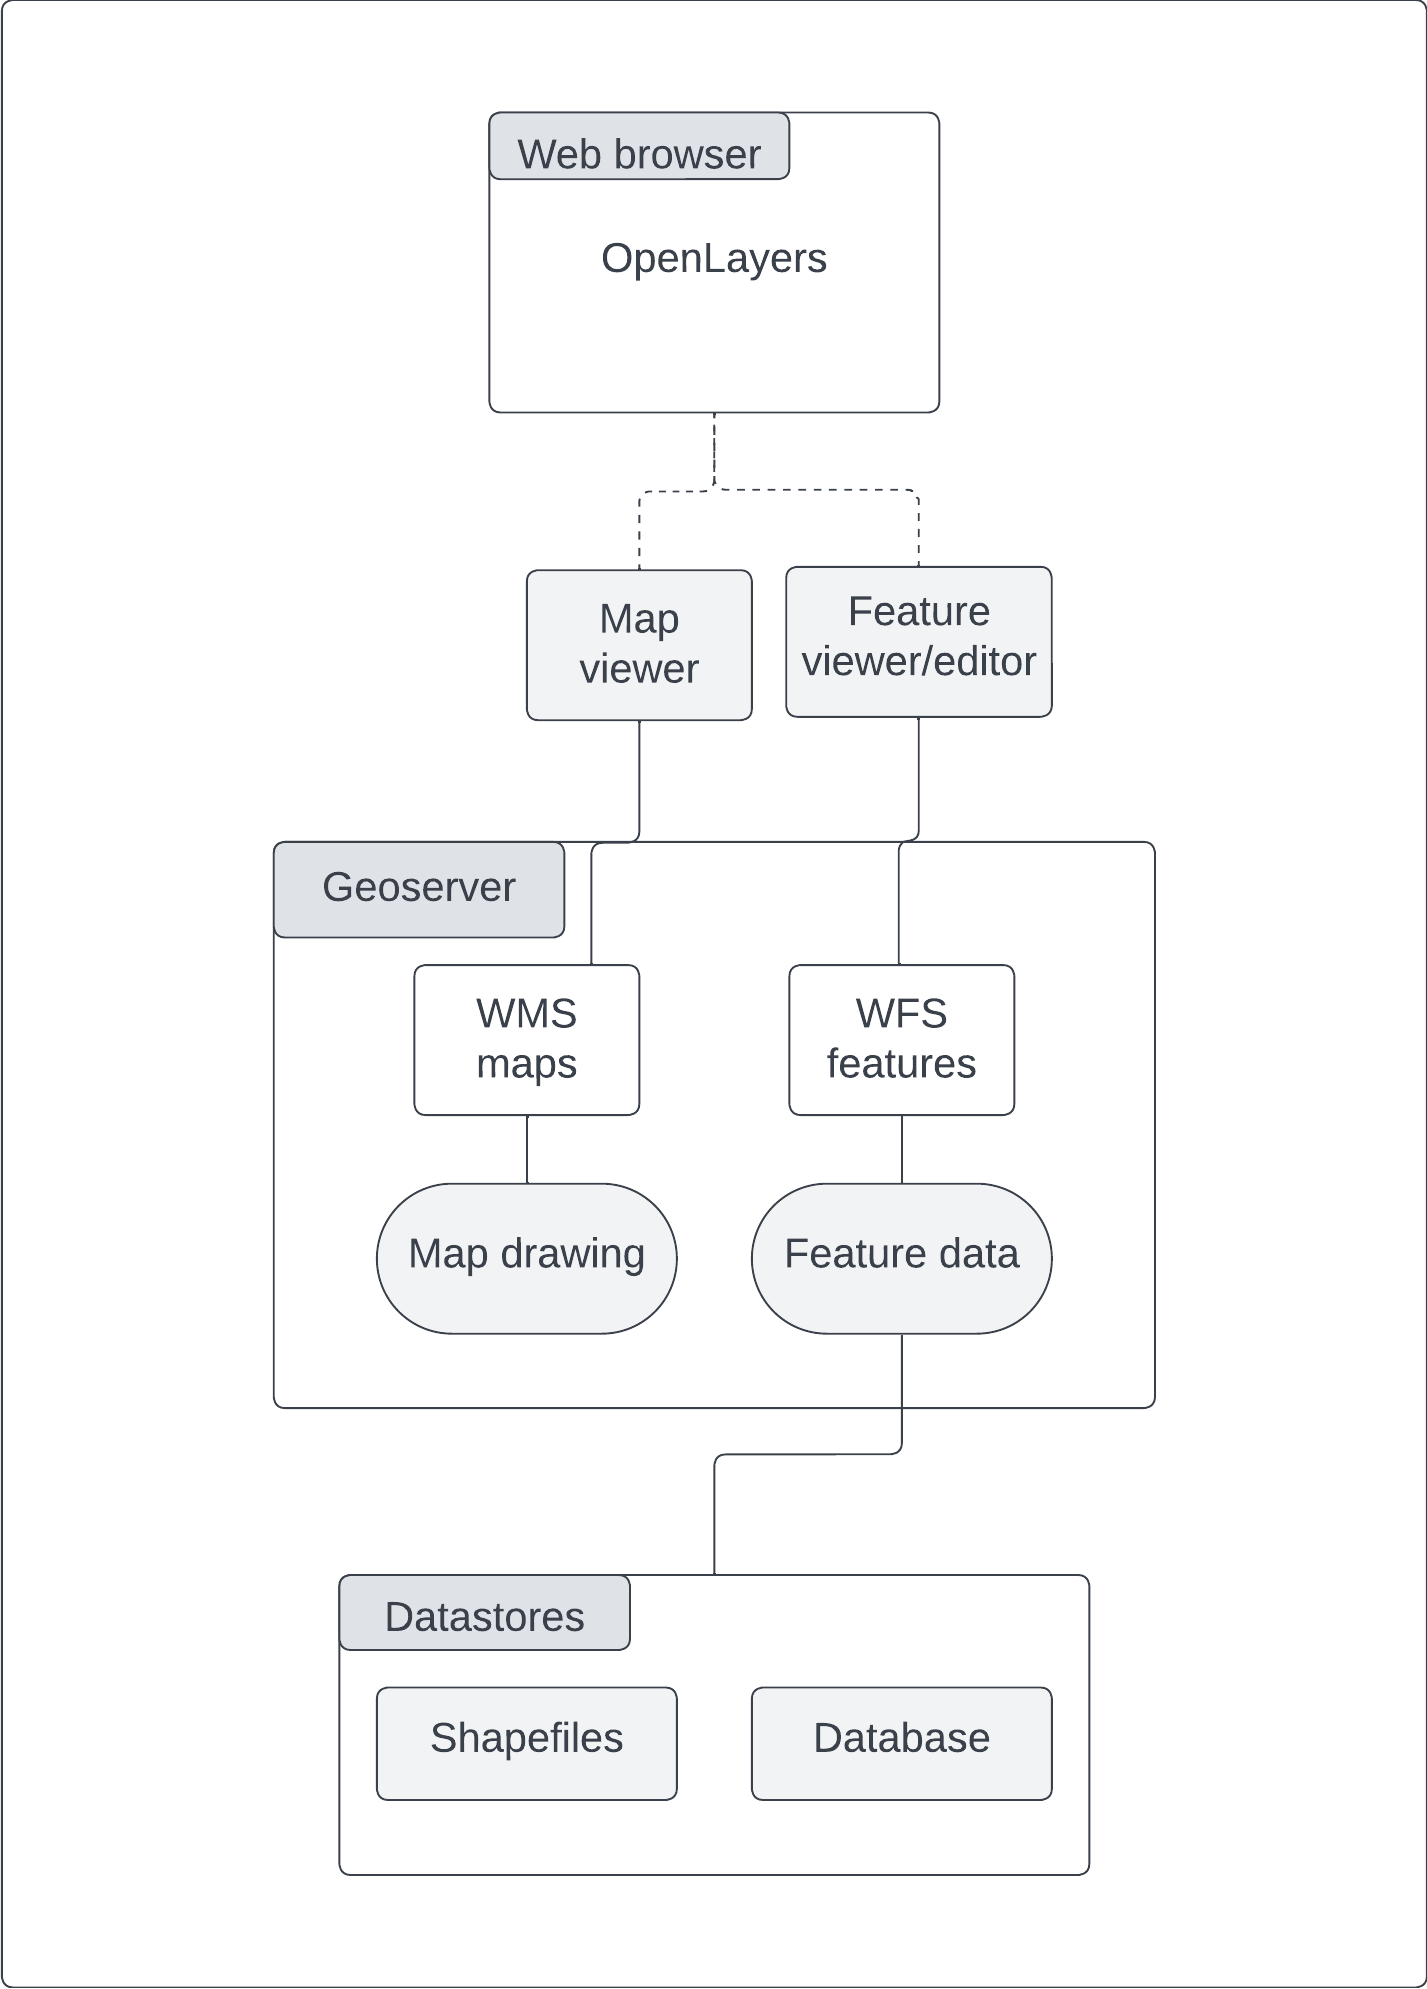 Web browser
OpenLayers
Map
viewer
Feature
viewer/editor
Geoserver
WMS
maps
WFS
features
Map drawing
Feature data
Datastores
Shapefiles
Database